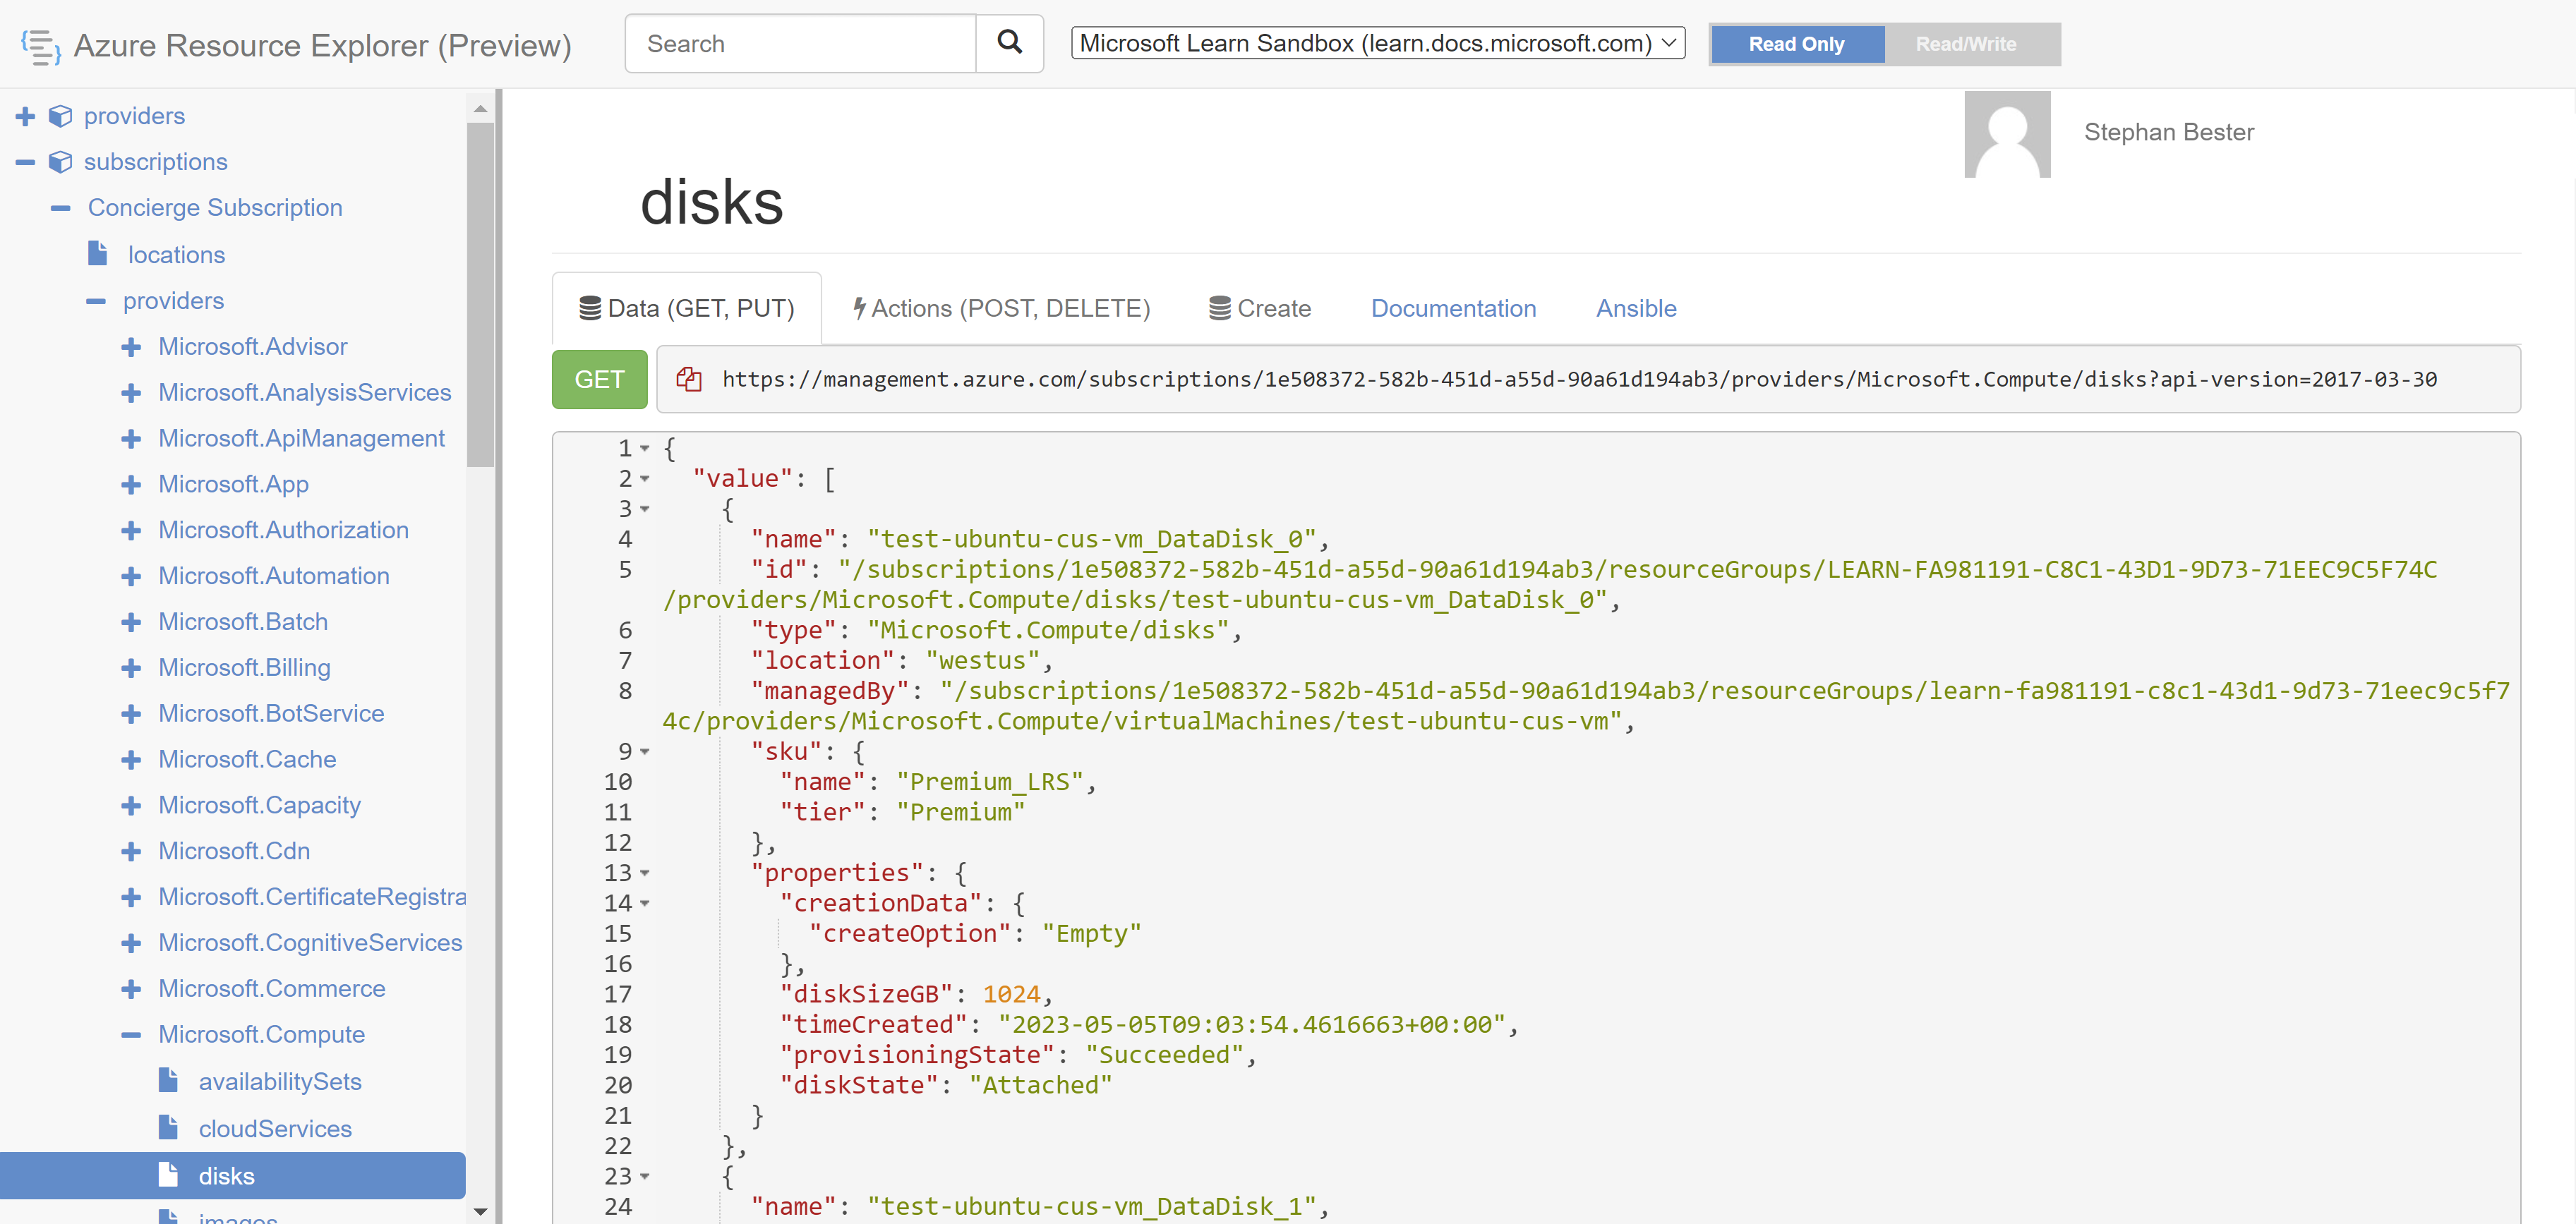 Azure Resource Explorer (Preview)
Search
Microsoft Learn Sandbox (learn.docs.microsoft.com)
Read Only
Read/Write
providers
subscriptions
Concierge Subscription
locations
providers
Microsoft.Advisor
Microsoft.AnalysisServices
Microsoft.ApiManagement
Microsoft.App
Microsoft.Authorization
Microsoft.Automation
Microsoft.Batch
Microsoft.Billing
Microsoft.BotService
Microsoft.Cache
Microsoft.Capacity
Microsoft.Cdn
Microsoft.CertificateRegistra
Microsoft.CognitiveServices
Microsoft.Commerce
Microsoft.Compute
availabilitySets
cloudServices
disks
images
Stephan Bester
disks
Data (GET, PUT)
Actions (POST, DELETE)
Create
Documentation
Ansible
GET
https://management.azure.com/subscriptions/1e508372-582b-451d-a55d-90a61d194ab3/providers/Microsoft.Compute/disks?api-version=2017-03-30
1 {
2 "value": [
3 {
4 "name": "test-ubuntu-cus-vm_DataDisk_0",
5 "id": "/subscriptions/1e508372-582b-451d-a55d-90a61d194ab3/resourceGroups/LEARN-FA981191-C8C1-43D1-9D73-71EEC9C5F74C
/providers/Microsoft.Compute/disks/test-ubuntu-cus-vm_DataDisk_0",
6 "type": "Microsoft.Compute/disks",
7 "location": "westus",
8 "managedBy": "/subscriptions/1e508372-582b-451d-a55d-90a61d194ab3/resourceGroups/learn-fa981191-c8c1-43d1-9d73-71eec9c5f7
4c/providers/Microsoft.Compute/virtualMachines/test-ubuntu-cus-vm",
9 "sku": {
10 "name": "Premium_LRS",
11 "tier": "Premium"
12 },
13 "properties": {
14 "creationData": {
15 "createOption": "Empty"
16 },
17 "diskSizeGB": 1024,
18 "timeCreated": "2023-05-05T09:03:54.4616663+00:00",
19 "provisioningState": "Succeeded",
20 "diskState": "Attached"
21 }
22 },
23 {
24 "name": "test-ubuntu-cus-vm_DataDisk_1",